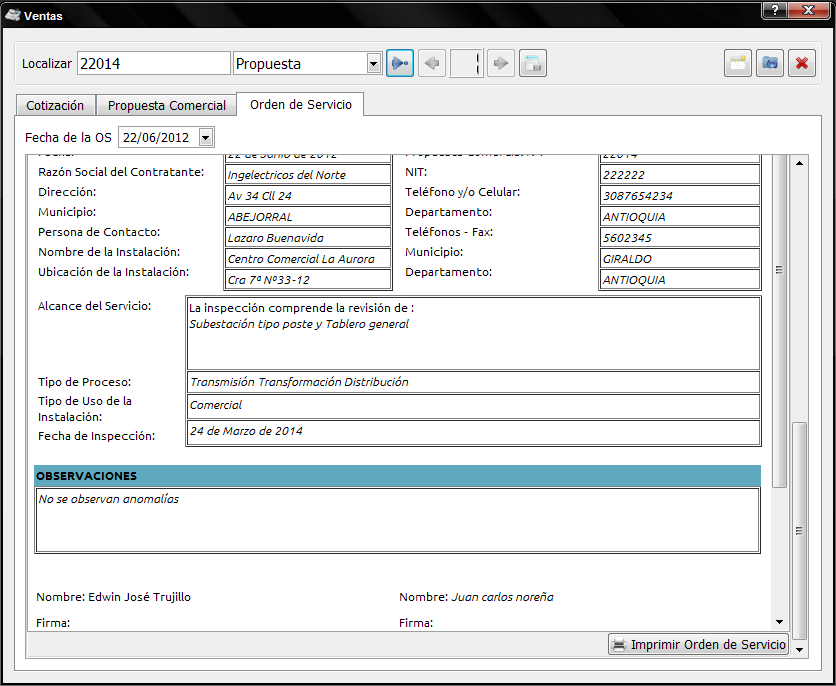 Ventas
?
Localizar 22014 Propuesta
Cotización Propuesta Comercial Orden de Servicio
Fecha de la OS 22/06/2012
22 de Junio de 2012 22014
Razón Social del Contratante: Ingelectricos del Norte NIT: 222222
Dirección: Av 34 Cll 24 Teléfono y/o Celular: 3087654234
Municipio: ABEJORRAL Departamento: ANTIOQUIA
Persona de Contacto: Lazaro Buenavida Teléfonos - Fax: 5602345
Nombre de la Instalación: Centro Comercial La Aurora Municipio: GIRALDO
Ubicación de la Instalación: Cra 7ª Nº33-12 Departamento: ANTIOQUIA
Alcance del Servicio: La inspección comprende la revisión de :
Subestación tipo poste y Tablero general
Tipo de Proceso: Transmisión Transformación Distribución
Tipo de Uso de la
Instalación: Comercial
Fecha de Inspección: 24 de Marzo de 2014
OBSERVACIONES
No se observan anomalías
Nombre: Edwin José Trujillo Nombre: Juan carlos noreña
Firma: Firma:
Imprimir Orden de Servicio